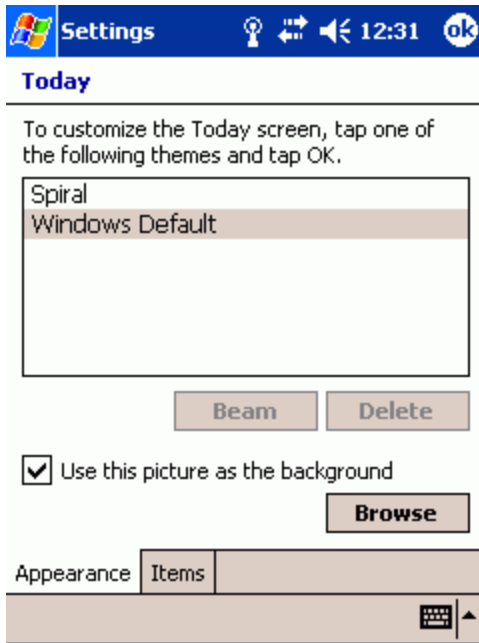 Settings 12:31 ok
Today
To customize the Today screen, tap one of
the following themes and tap OK.
Spiral
Windows Default
Beam Delete
Use this picture as the background
Browse
Appearance Items